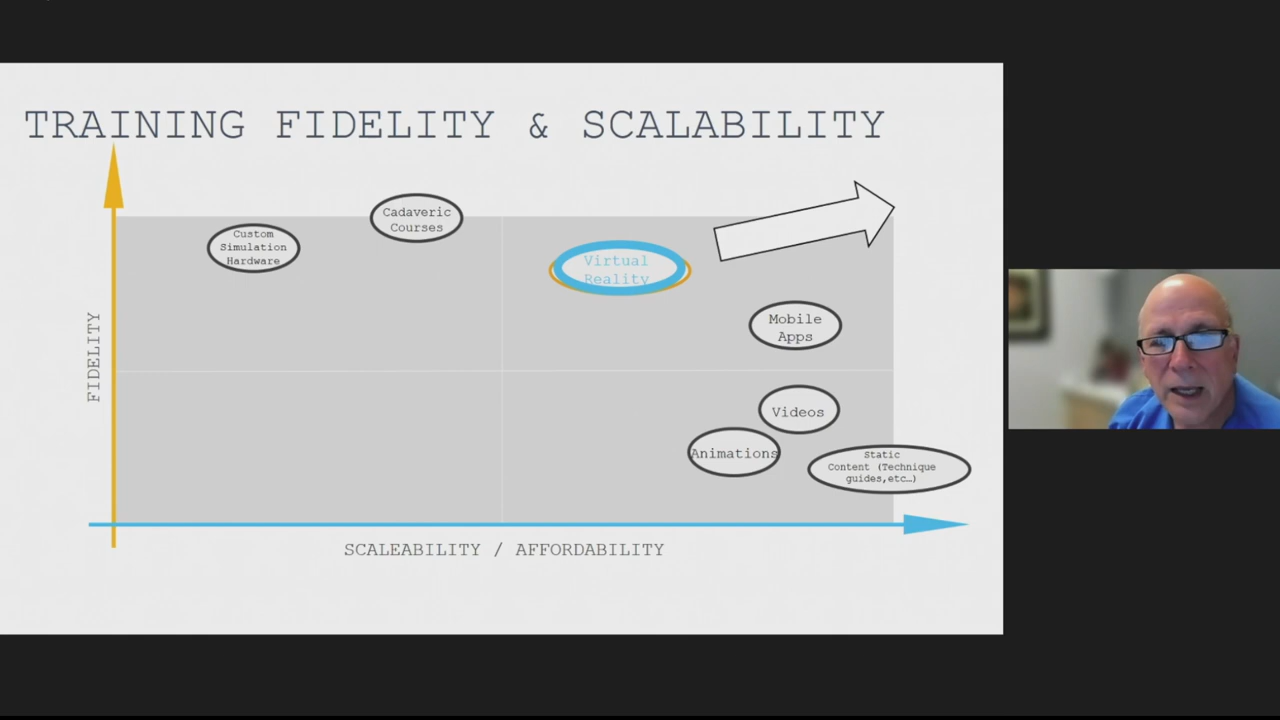 TRAINING FIDELITY & SCALABILITY
Cadaveric
Courses
Custom
Simulation
Hardware
Virtual
Reality
Mobile
Apps
FIDELITY
Videos
Animations
Static
Content (Technique
guides,etc…)
SCALEABILITY / AFFORDABILITY